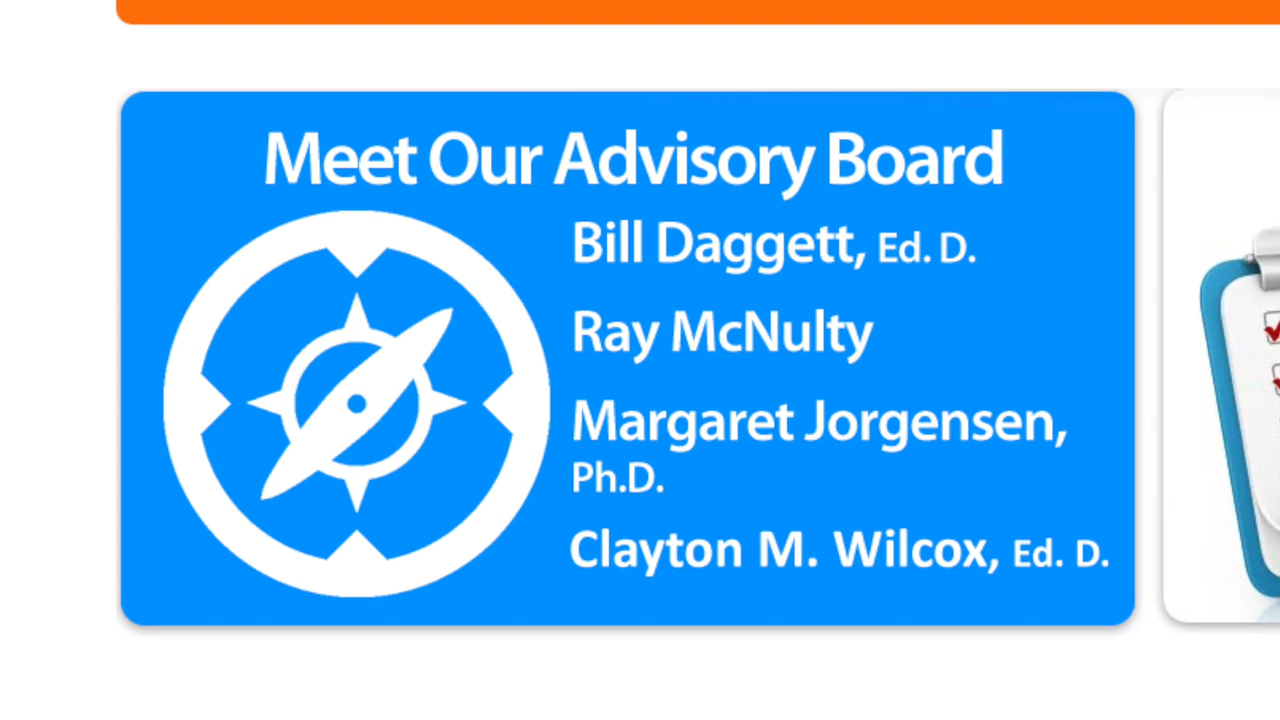 Meet Our Advisory Board
Bill Daggett, Ed. D.
Ray McNulty
Margaret Jorgensen,
Ph.D.
Clayton M. Wilcox, Ed. D.